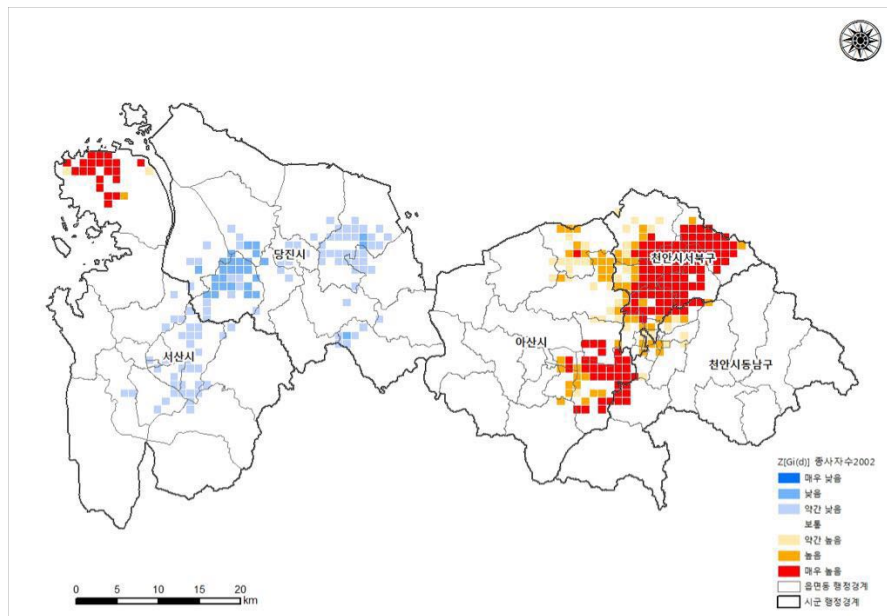 당진시
천안시서북구
서산시
아산시
천안시동남구
Z[Gi(d)] 종사자수2002
매우 낮음
낮음
약간 낮음
보통
약간 높음
높음
매우 높음
읍면동 행정경계
시군 행정경계
0 5 10 15 20
km